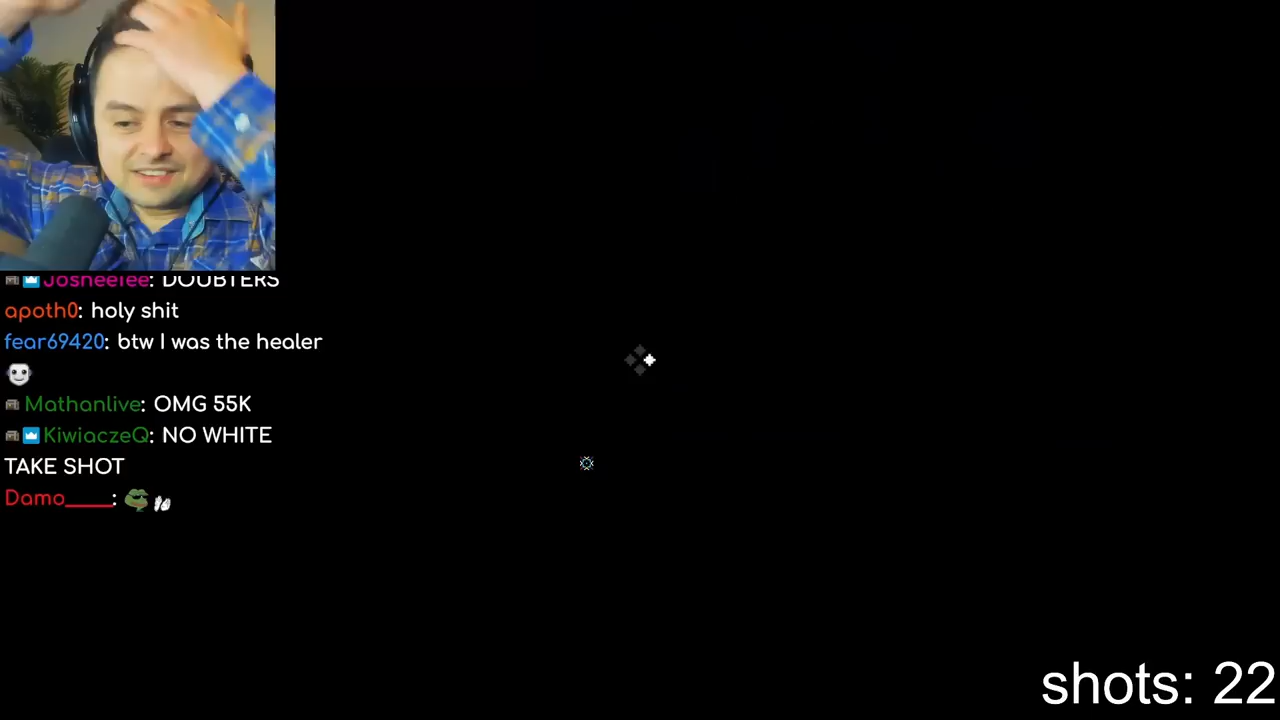 JosheeTee: DOUBTERS
apoth0: holy shit
fear69420: btw I was the healer
Mathanlive: OMG 55K
KiwiaczeQ: NO WHITE
TAKE SHOT
Damo_____:
shots: 22